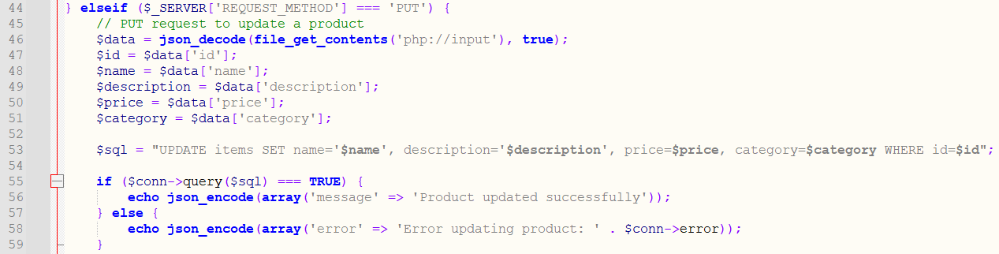 44 } elseif ($_SERVER['REQUEST_METHOD'] === 'PUT') {
45 // PUT request to update a product
46 $data = json_decode(file_get_contents('php://input'), true);
47 $id = $data['id'];
48 $name = $data['name'];
49 $description = $data['description'];
50 $price = $data['price'];
51 $category = $data['category'];
52
53 $sql = "UPDATE items SET name='$name', description='$description', price=$price, category=$category WHERE id=$id";
54
55 if ($conn->query($sql) === TRUE) {
56 echo json_encode(array('message' => 'Product updated successfully'));
57 } else {
58 echo json_encode(array('error' => 'Error updating product: ' . $conn->error));
59 }